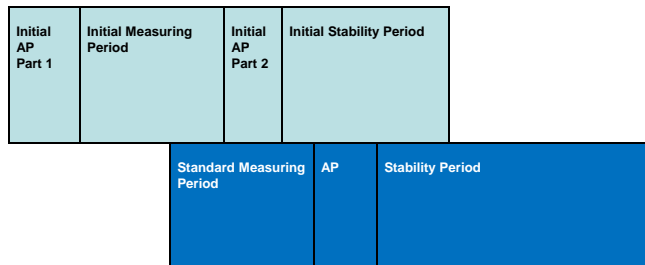 Initial
AP
Part 1
Initial Measuring
Period
Initial
AP
Part 2
Initial Stability Period
Standard Measuring
Period
AP
Stability Period